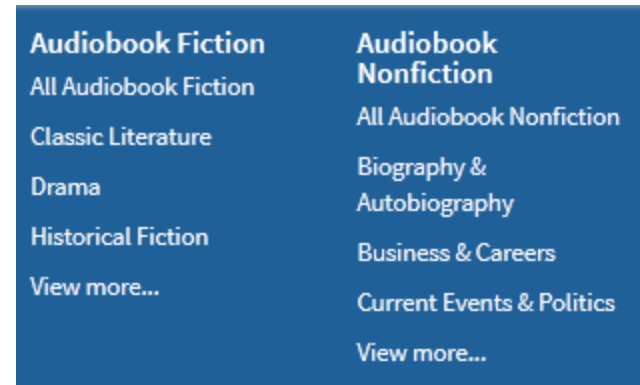 Audiobook Fiction
All Audiobook Fiction
Classic Literature
Drama
Historical Fiction
View more...
Audiobook
Nonfiction
All Audiobook Nonfiction
Biography &
Autobiography
Business & Careers
Current Events & Politics
View more...